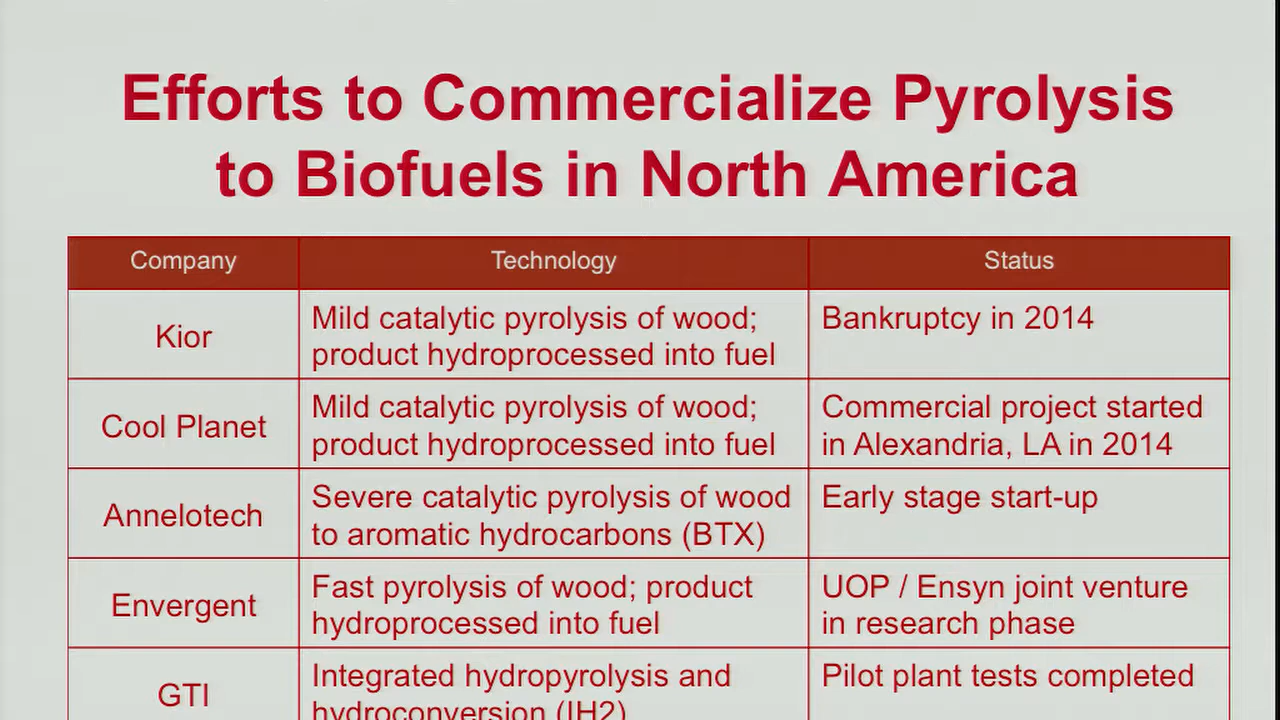 Efforts to Commercialize Pyrolysis
to Biofuels in North America
Company Technology Status
Kior
Mild catalytic pyrolysis of wood;
product hydroprocessed into fuel
Bankruptcy in 2014
Cool Planet
Mild catalytic pyrolysis of wood;
product hydroprocessed into fuel
Commercial project started
in Alexandria, LA in 2014
Annelotech
Severe catalytic pyrolysis of wood
to aromatic hydrocarbons (BTX)
Early stage start-up
Envergent
Fast pyrolysis of wood; product
hydroprocessed into fuel
UOP / Ensyn joint venture
in research phase
GTI
Integrated hydropyrolysis and
hydroconversion (IH2)
Pilot plant tests completed